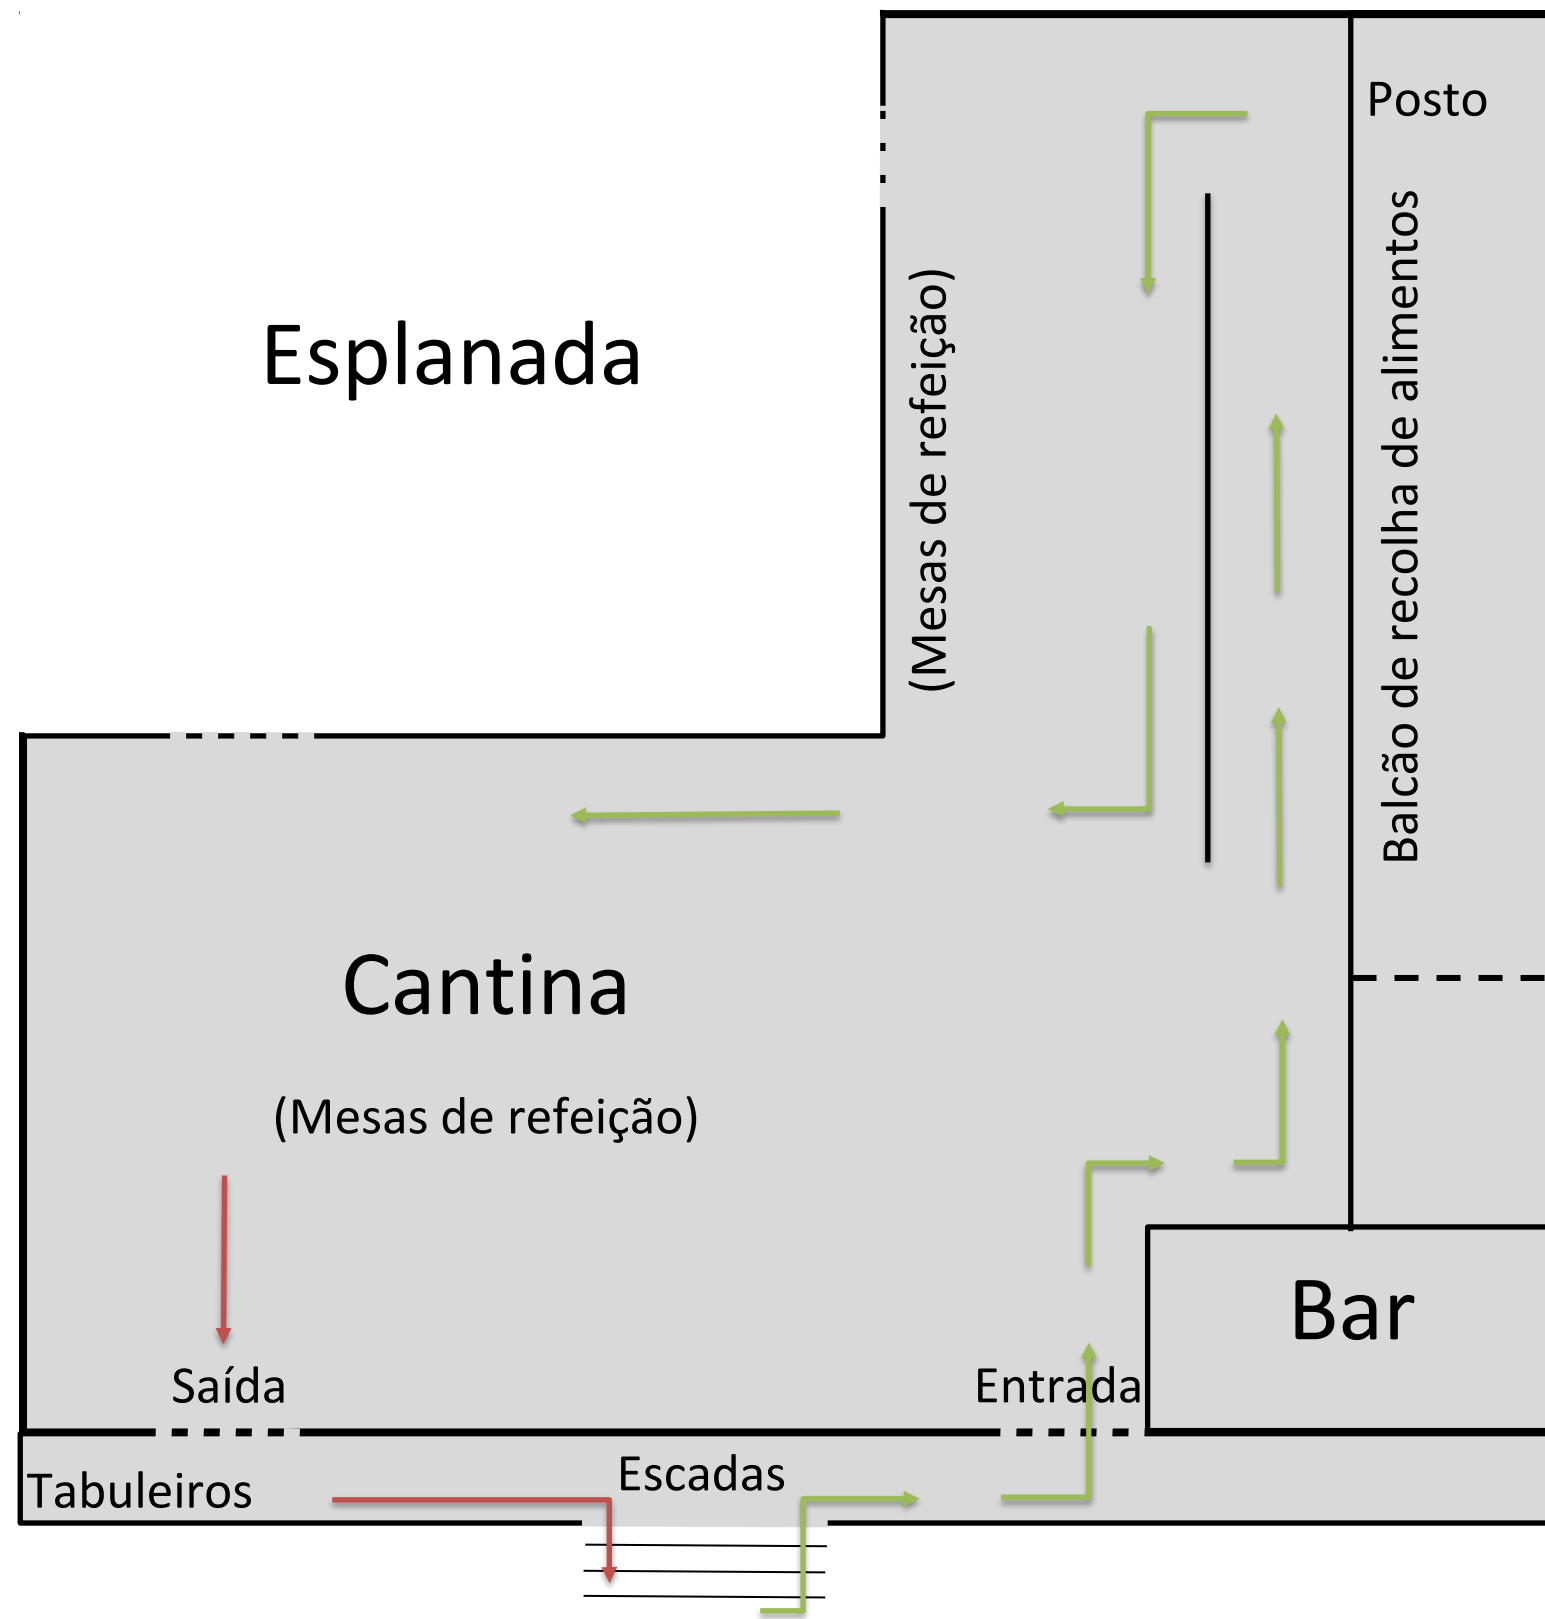 Posto
Balcão de recolha de alimentos
(Mesas de refeição)
Esplanada
Cantina
(Mesas de refeição)
Bar
Saída
Entrada
Tabuleiros
Escadas